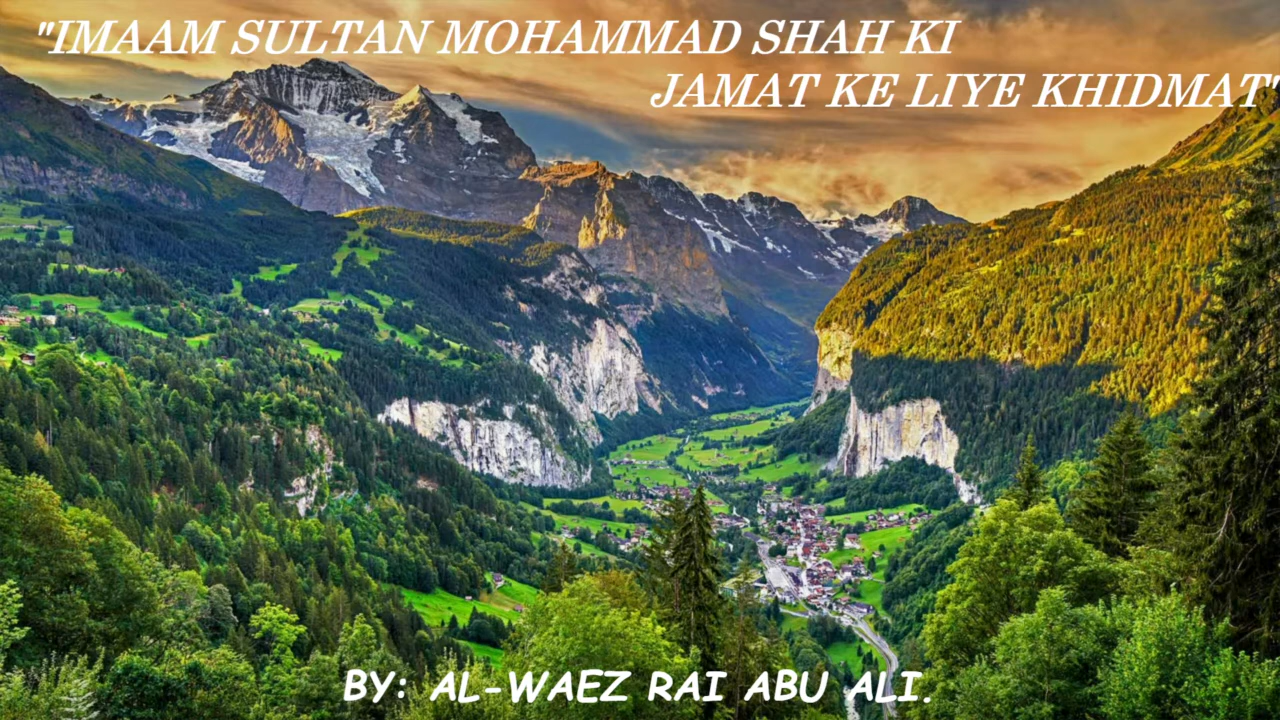 "IMAAM SULTAN MOHAMMAD SHAH KI
JAMAT KE LIYE KHIDMAT"
BY: AL-WAEZ RAI ABU ALI.